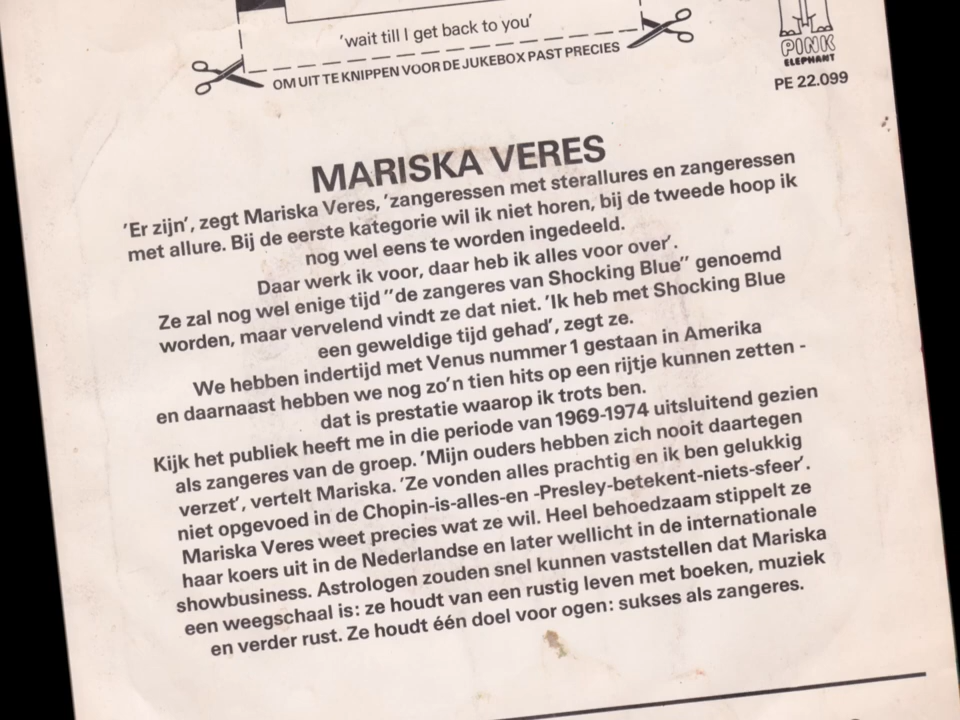 'wait till I get back to you'
OM UIT TE KNIPPEN VOOR DE JUKEBOX PAST PRECIES
PINK
ELEPHANT
PE 22.099
MARISKA VERES
'Er zijn', zegt Mariska Veres, 'zangeressen met sterallures en zangeressen
met allure. Bij de eerste kategorie wil ik niet horen, bij de tweede hoop ik
nog wel eens te worden ingedeeld.
Daar werk ik voor, daar heb ik alles voor over'.
Ze zal nog wel enige tijd "de zangeres van Shocking Blue" genoemd
worden, maar vervelend vindt ze dat niet. 'Ik heb met Shocking Blue
een geweldige tijd gehad', zegt ze.
We hebben indertijd met Venus nummer 1 gestaan in Amerika
en daarnaast hebben we nog zo'n tien hits op een rijtje kunnen zetten -
dat is prestatie waarop ik trots ben.
Kijk het publiek heeft me in die periode van 1969-1974 uitsluitend gezien
als zangeres van de groep. 'Mijn ouders hebben zich nooit daartegen
verzet', vertelt Mariska. 'Ze vonden alles prachtig en ik ben gelukkig
niet opgevoed in de Chopin-is-alles-en -Presley-betekent-niets-sfeer'.
Mariska Veres weet precies wat ze wil. Heel behoedzaam stippelt ze
haar koers uit in de Nederlandse en later wellicht in de internationale
showbusiness. Astrologen zouden snel kunnen vaststellen dat Mariska
een weegschaal is: ze houdt van een rustig leven met boeken, muziek
en verder rust. Ze houdt één doel voor ogen: sukses als zangeres.